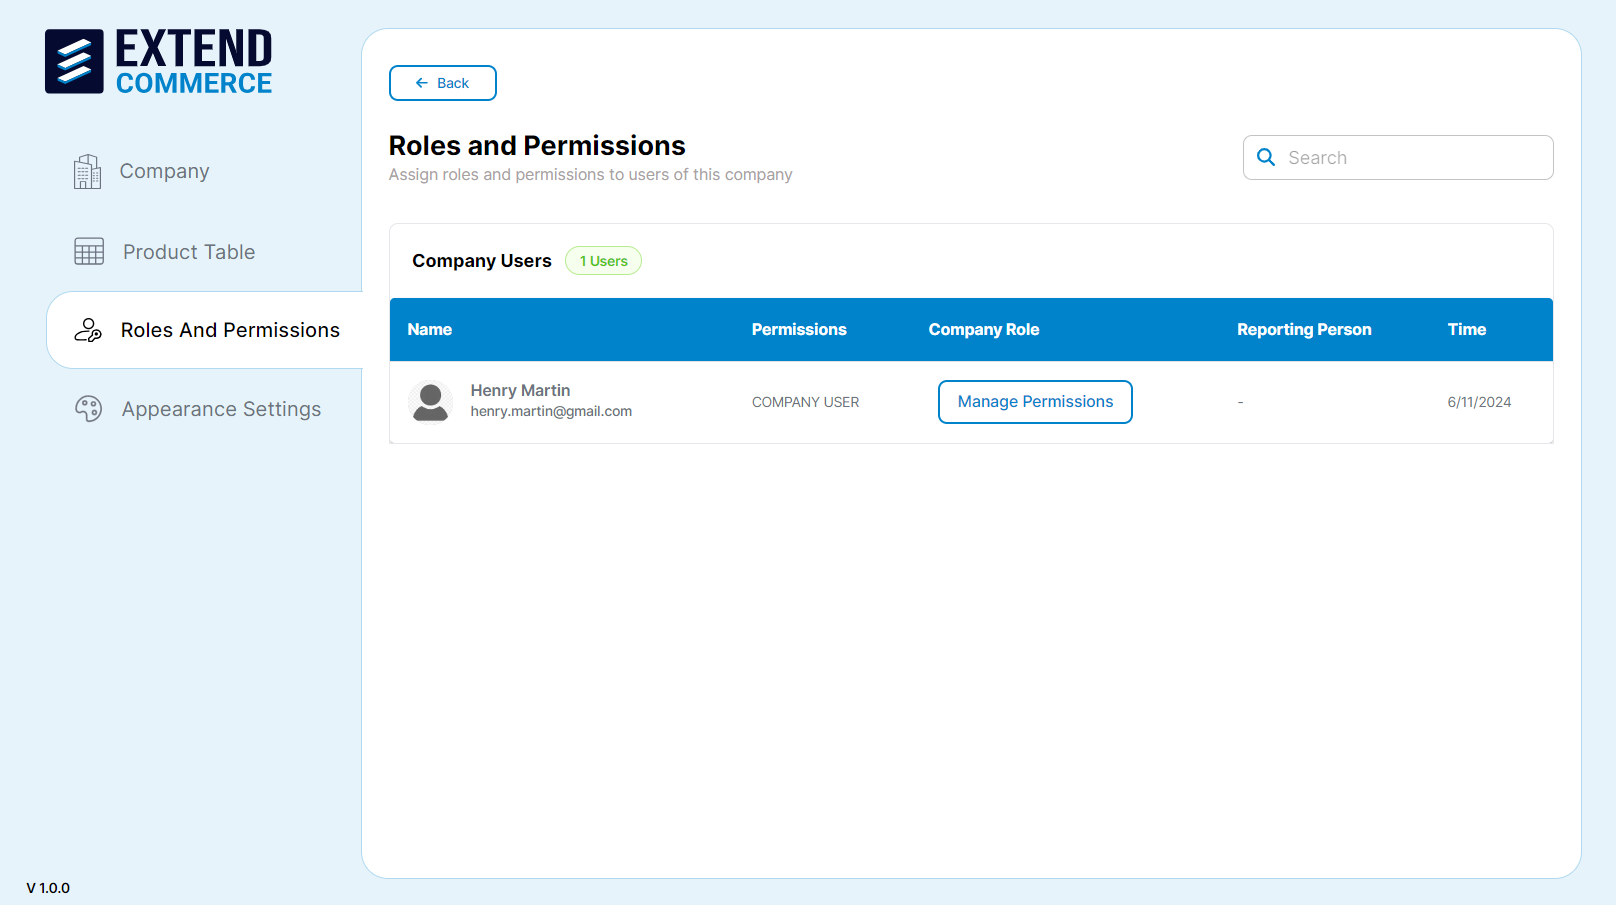 EXTEND
COMMERCE
Company
Product Table
Roles And Permissions
Appearance Settings
V 1.0.0
Back
Roles and Permissions
Assign roles and permissions to users of this company
Search
Company Users 1 Users
Name Permissions Company Role Reporting Person Time
Henry Martin
henry.martin@gmail.com
COMPANY USER Manage Permissions - 6/11/2024